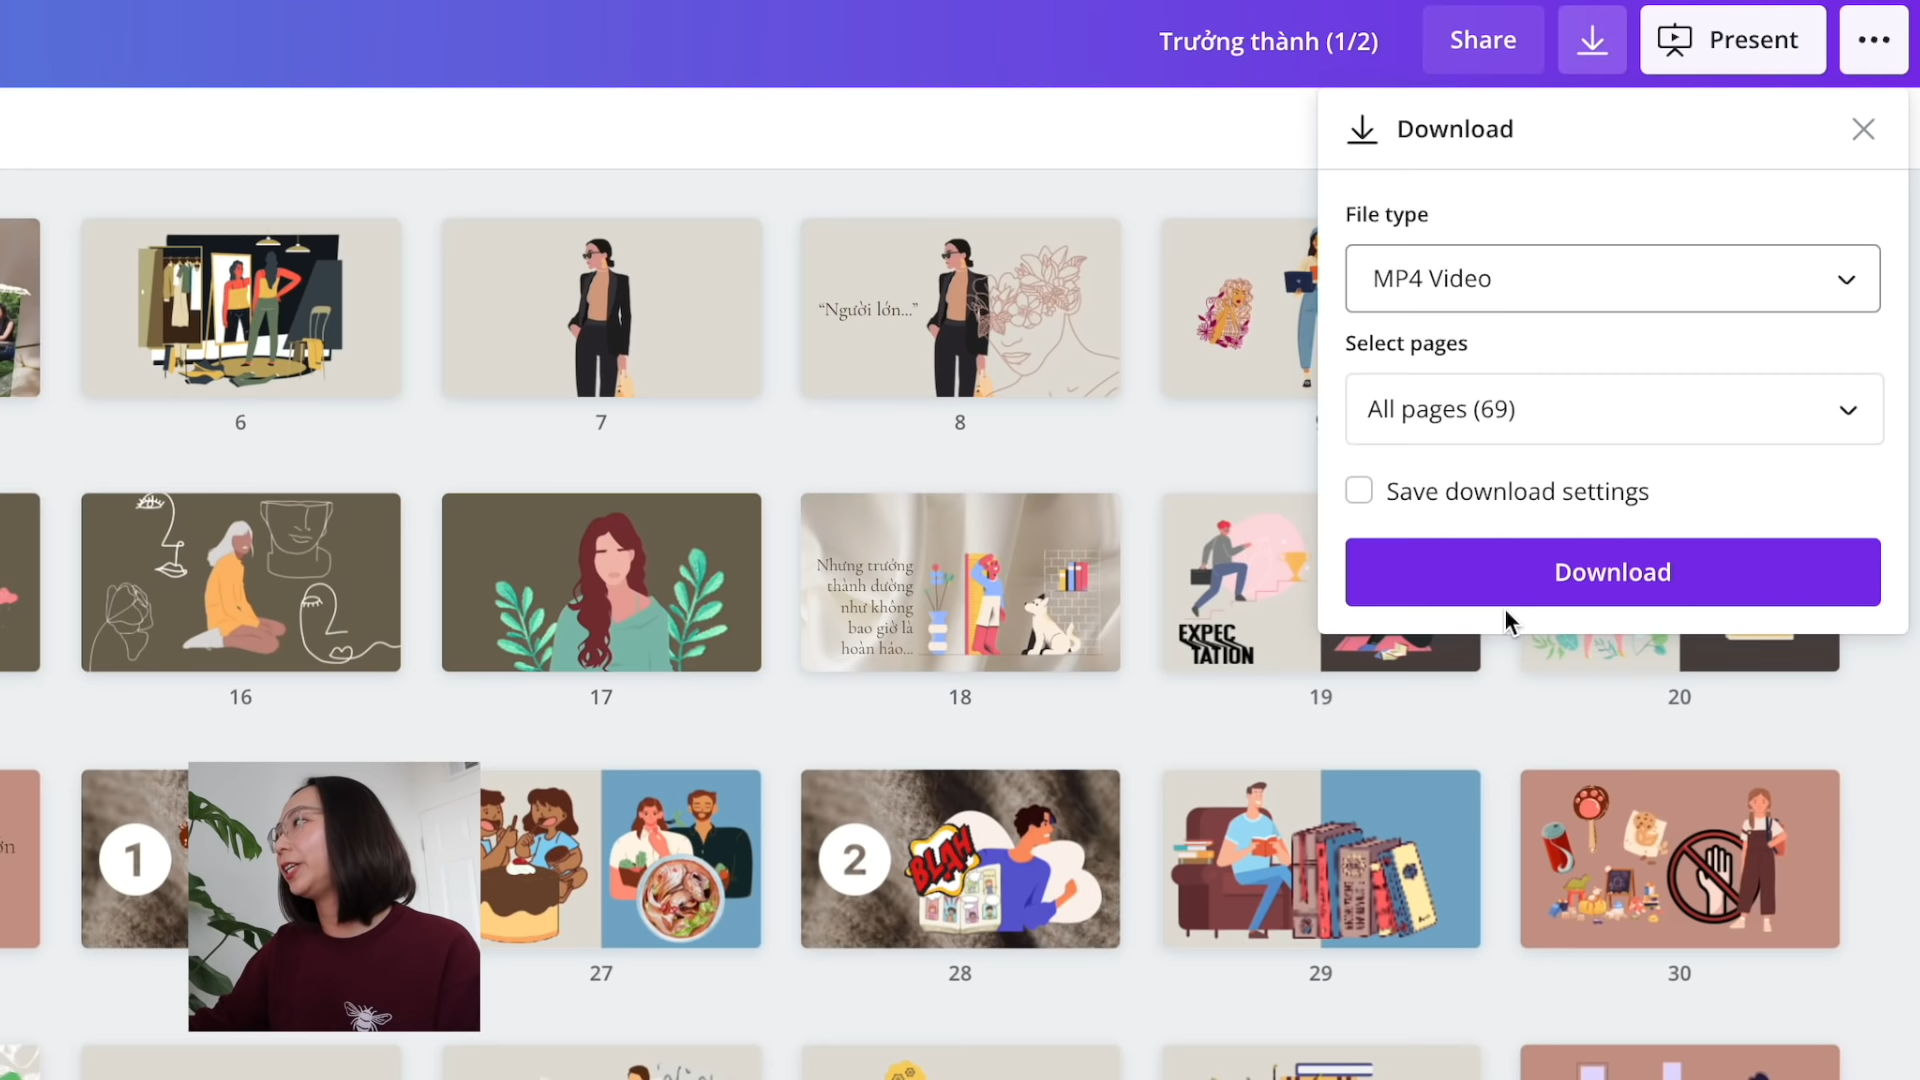 Trưởng thành (1/2)
Share
Present
Download
File type
MP4 Video
Select pages
All pages (69)
Save download settings
Download
“Người lớn...”
6
7
8
Nhưng trưởng
thành dường
như không
bao giờ là
hoàn hảo...
EXPEC
TATION
16
17
18
19
20
1
2
BLAH
27
28
29
30